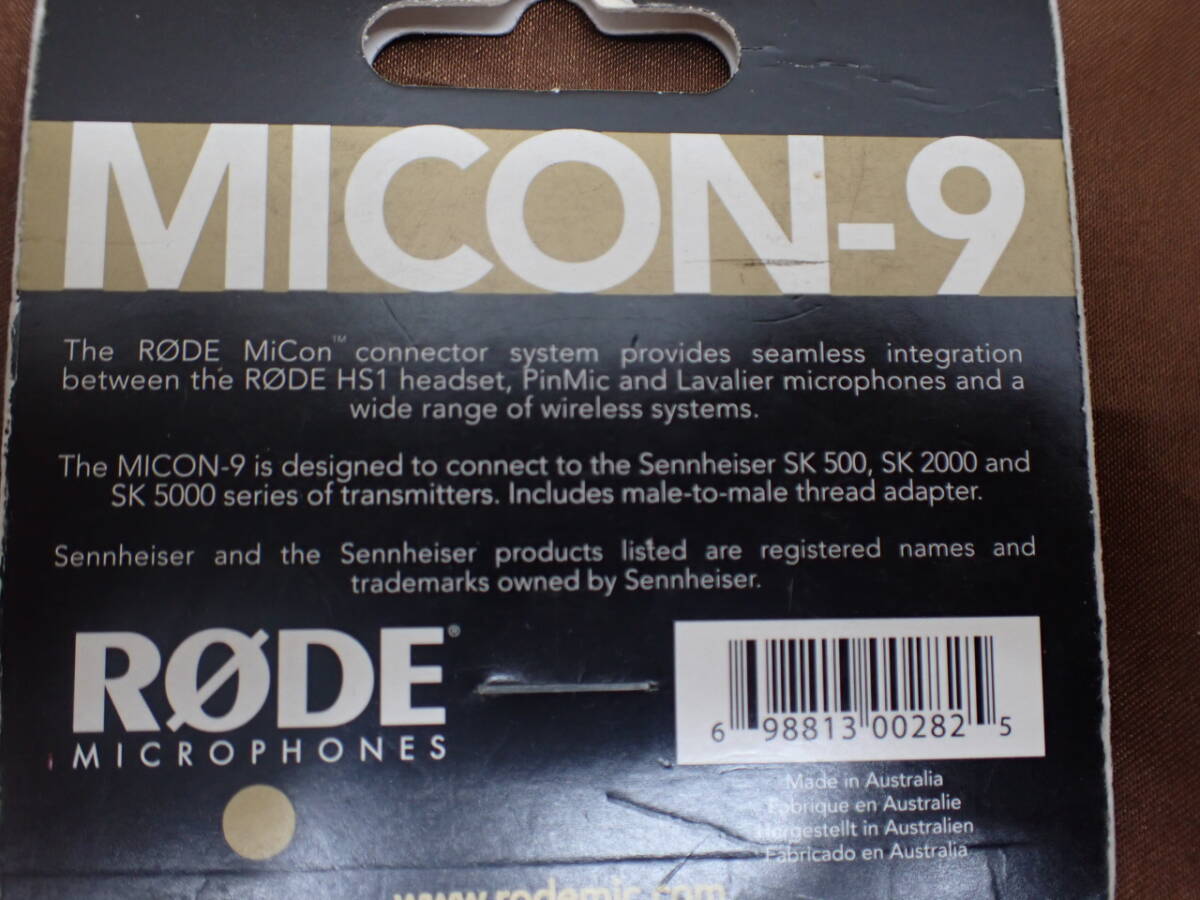 MICON-9
The RØDE MiCon™ connector system provides seamless integration
between the RØDE HS1 headset, PinMic and Lavalier microphones and a
wide range of wireless systems.
The MICON-9 is designed to connect to the Sennheiser SK 500, SK 2000 and
SK 5000 series of transmitters. Includes male-to-male thread adapter.
Sennheiser and the Sennheiser products listed are registered names and
trademarks owned by Sennheiser.
RØDE®
MICROPHONES
6 98813 00282 5
Made in Australia
Fabrique en Australie
Hergestellt in Australien
Fabricado en Australia
www.rodemic.com